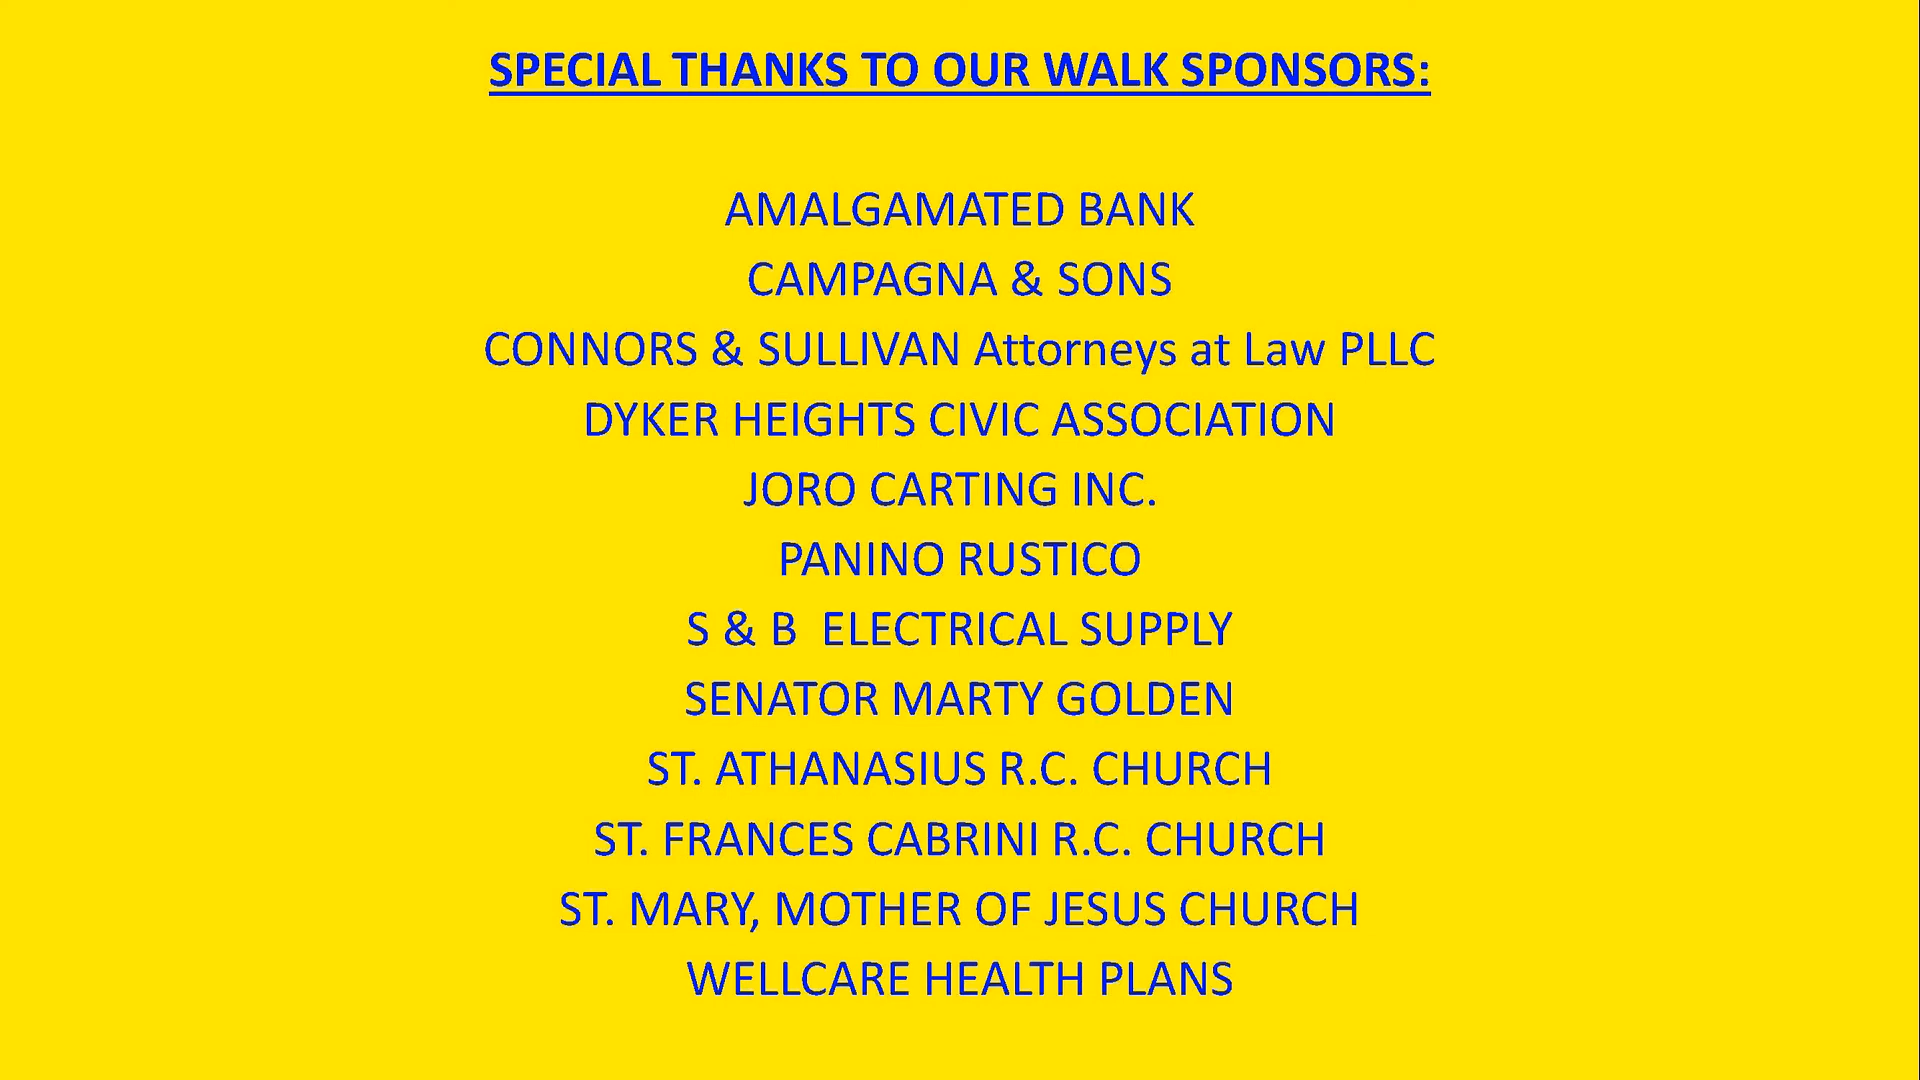 SPECIAL THANKS TO OUR WALK SPONSORS:
AMALGAMATED BANK
CAMPAGNA & SONS
CONNORS & SULLIVAN Attorneys at Law PLLC
DYKER HEIGHTS CIVIC ASSOCIATION
JORO CARTING INC.
PANINO RUSTICO
S & B  ELECTRICAL SUPPLY
SENATOR MARTY GOLDEN
ST. ATHANASIUS R.C. CHURCH
ST. FRANCES CABRINI R.C. CHURCH
ST. MARY, MOTHER OF JESUS CHURCH
WELLCARE HEALTH PLANS